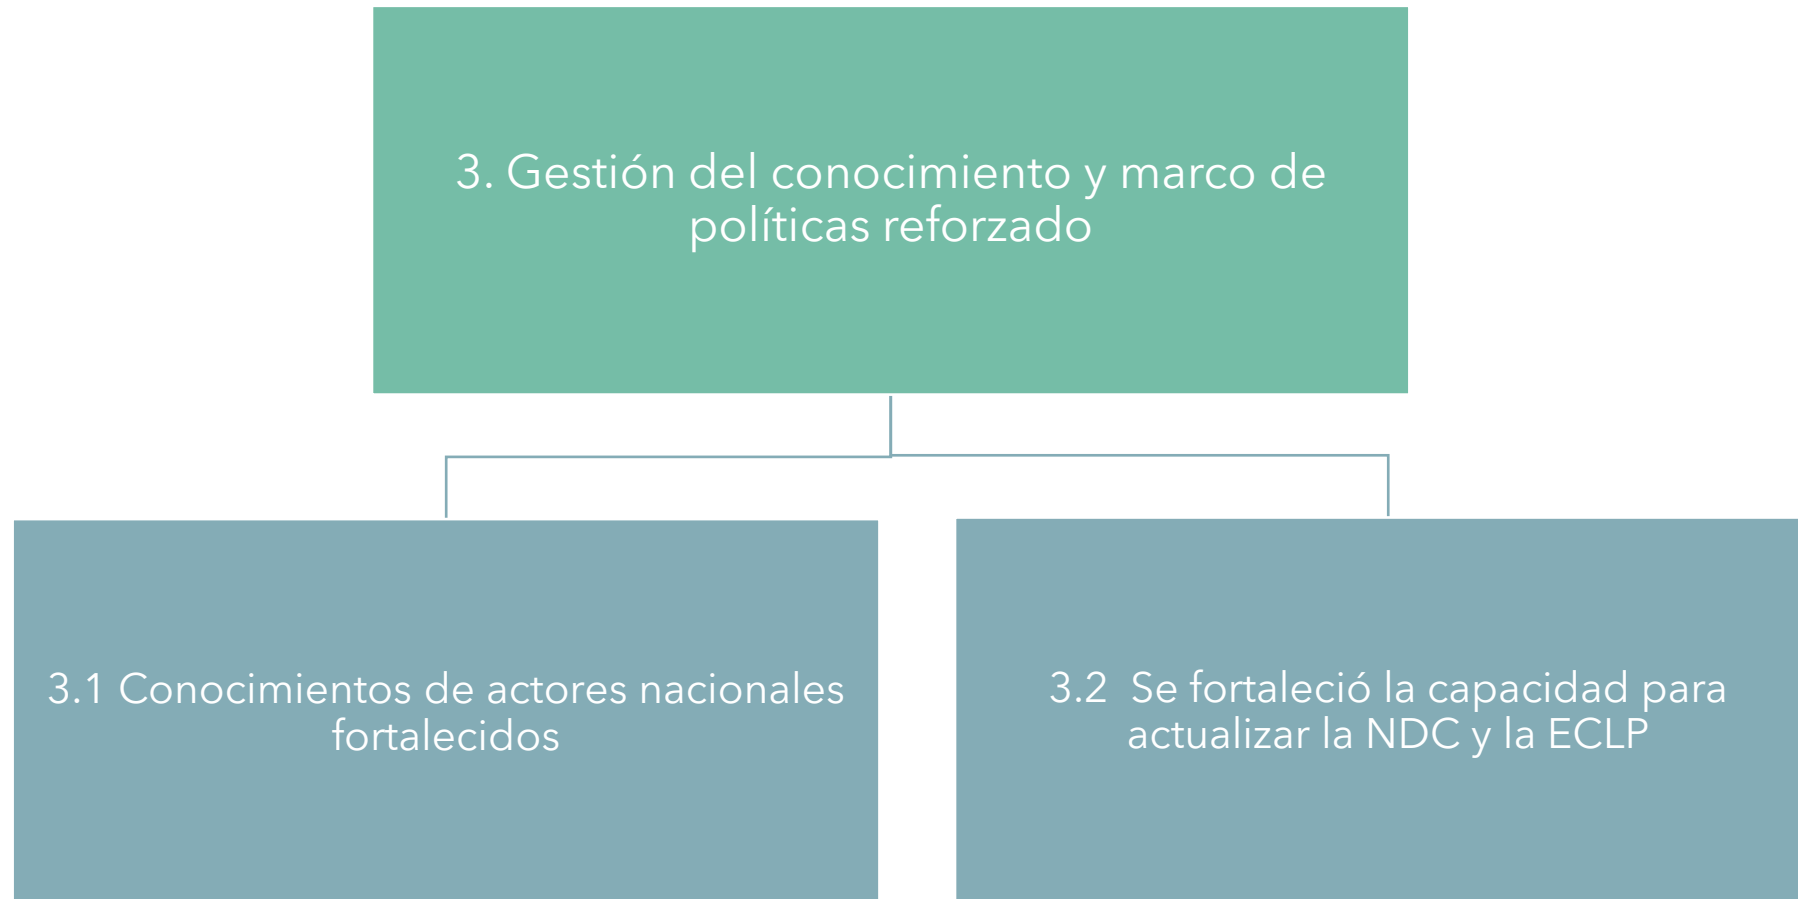 3. Gestión del conocimiento y marco de
políticas reforzado
3.1 Conocimientos de actores nacionales
fortalecidos
3.2  Se fortaleció la capacidad para
actualizar la NDC y la ECLP